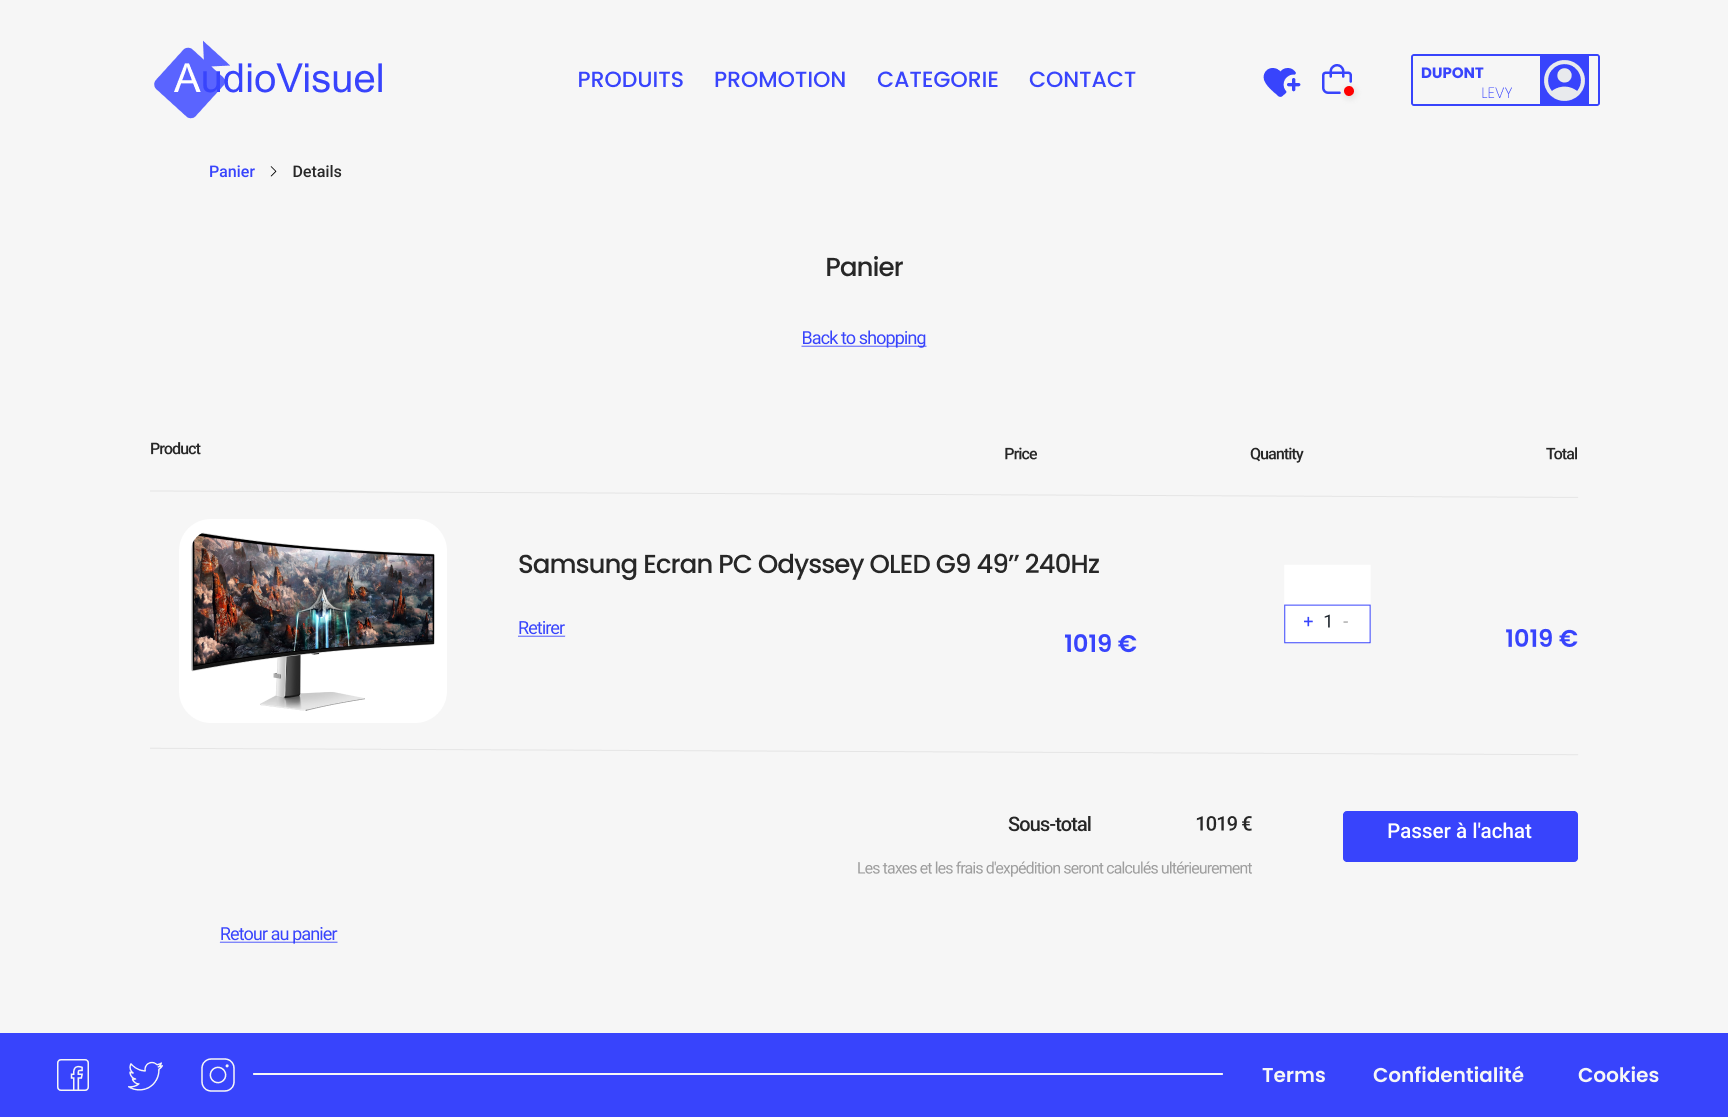 AudioVisuel
PRODUITS PROMOTION CATEGORIE CONTACT
DUPONT
LEVY
Panier > Details
Panier
Back to shopping
Product Price Quantity Total
Samsung Ecran PC Odyssey OLED G9 49” 240Hz
Retirer
1019 €
+ 1 -
1019 €
Sous-total 1019 €
Passer à l'achat
Les taxes et les frais d'expédition seront calculés ultérieurement
Retour au panier
Terms Confidentialité Cookies